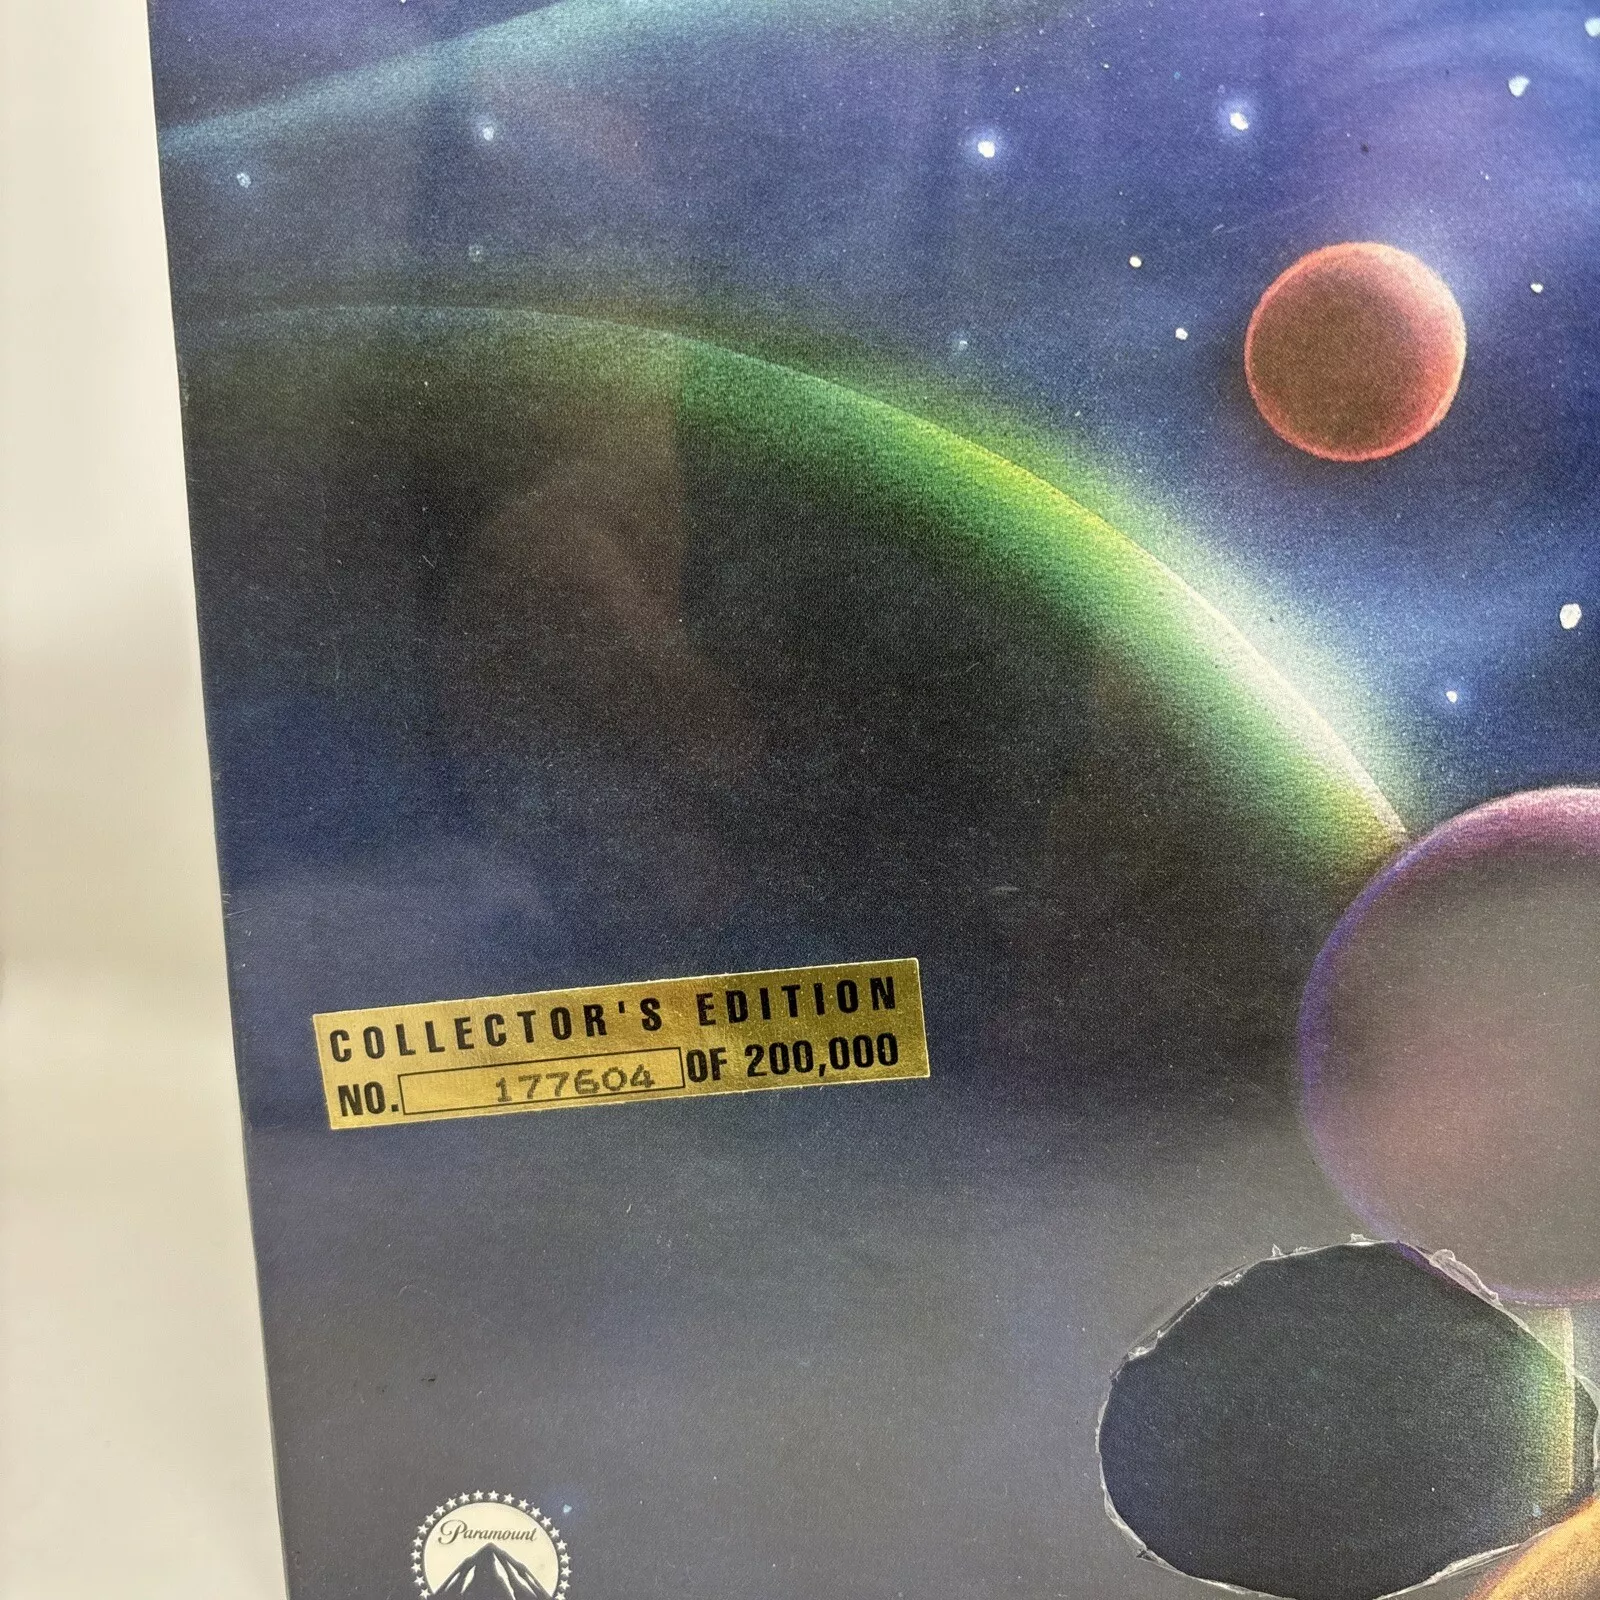 COLLECTOR'S EDITION
NO. 177604 OF 200,000
Paramount